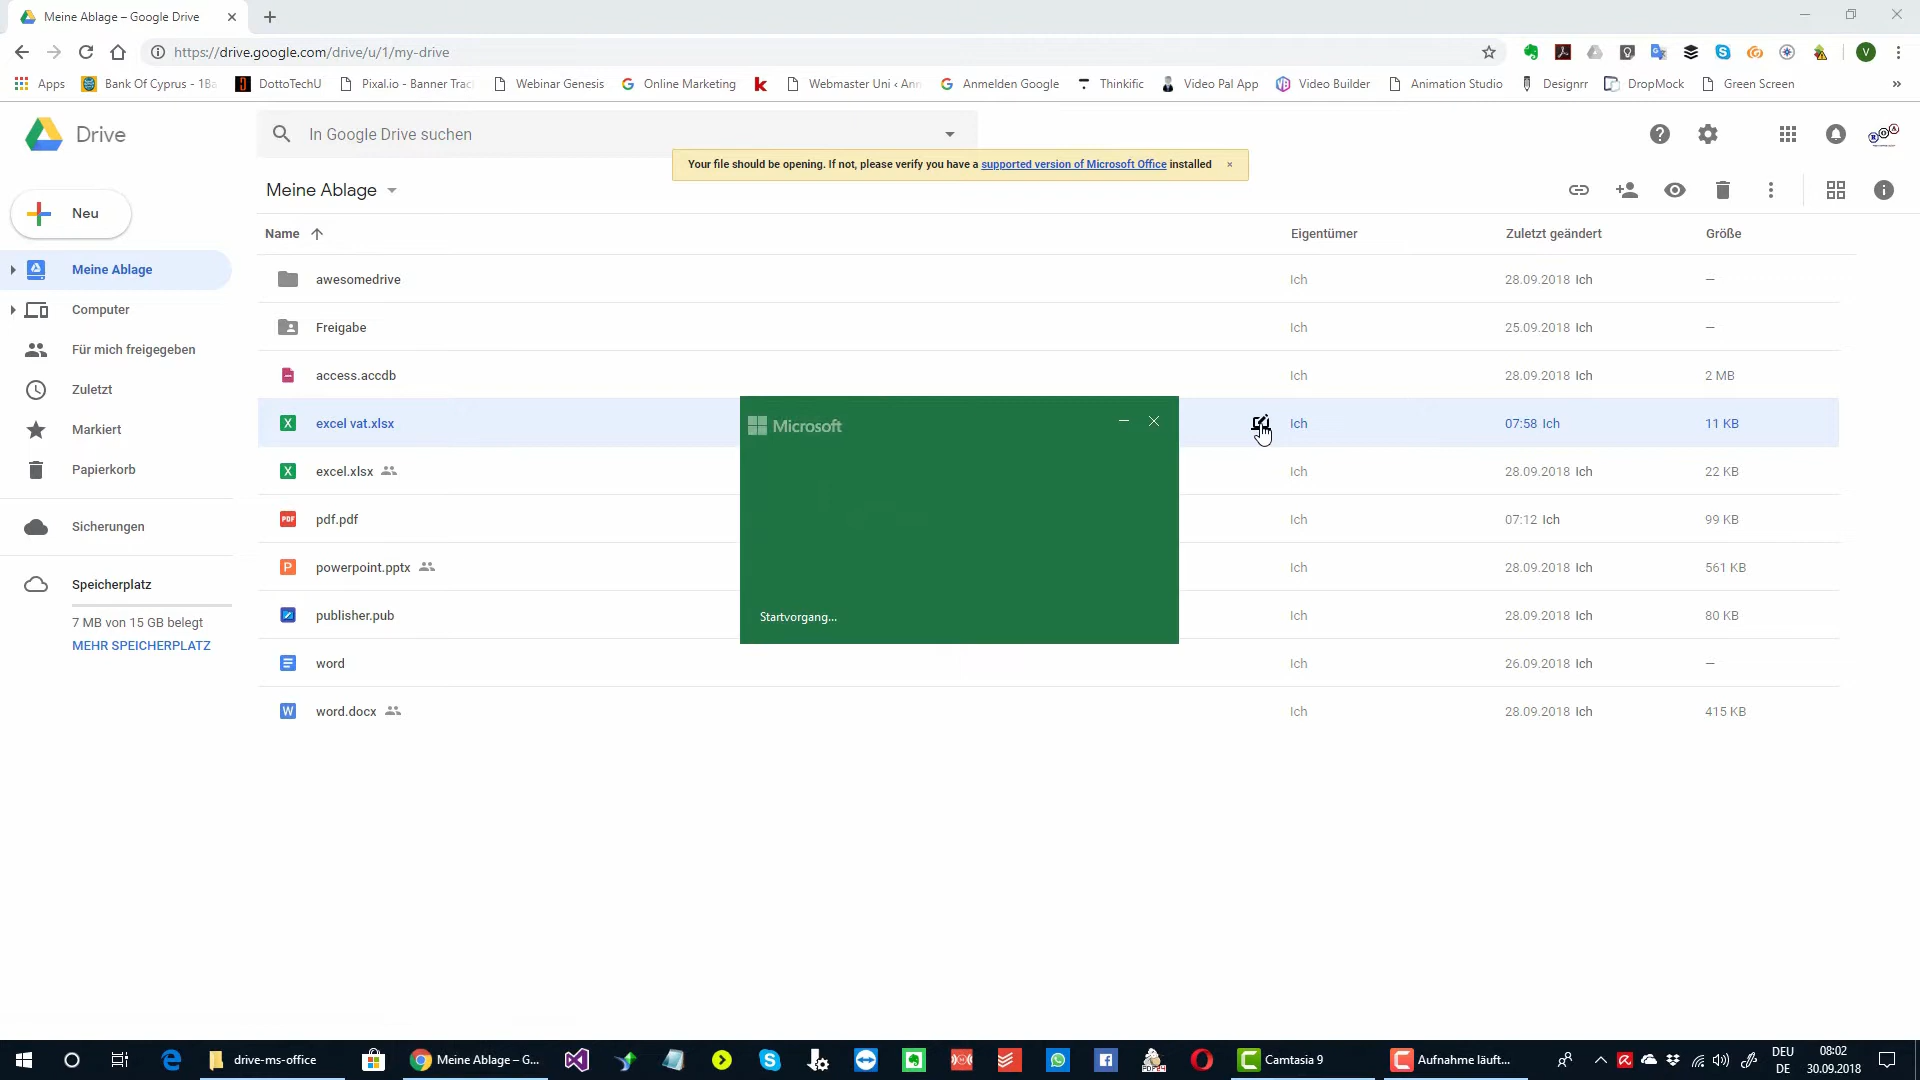 Meine Ablage – Google Drive
https://drive.google.com/drive/u/1/my-drive
V
Apps
Bank Of Cyprus - 1Ba
DottoTechU
Pixal.io - Banner Trac
Webinar Genesis
Online Marketing
Webmaster Uni ‹ Ann
Anmelden Google
Thinkific
Video Pal App
Video Builder
Animation Studio
Designrr
DropMock
Green Screen
»
Drive
In Google Drive suchen
Your file should be opening. If not, please verify you have a supported version of Microsoft Office installed ×
Meine Ablage
Neu
Name
Eigentümer
Zuletzt geändert
Größe
Meine Ablage
Computer
Für mich freigegeben
Zuletzt
Markiert
Papierkorb
Sicherungen
Speicherplatz
7 MB von 15 GB belegt
MEHR SPEICHERPLATZ
awesomedrive Ich 28.09.2018 Ich —
Freigabe Ich 25.09.2018 Ich —
access.accdb Ich 28.09.2018 Ich 2 MB
excel vat.xlsx Ich 07:58 Ich 11 KB
excel.xlsx Ich 28.09.2018 Ich 22 KB
pdf.pdf Ich 07:12 Ich 99 KB
powerpoint.pptx Ich 28.09.2018 Ich 561 KB
publisher.pub Ich 28.09.2018 Ich 80 KB
word Ich 26.09.2018 Ich —
word.docx Ich 28.09.2018 Ich 415 KB
Microsoft
Startvorgang...
drive-ms-office
Meine Ablage – G...
Camtasia 9
Aufnahme läuft...
DEU
DE
08:02
30.09.2018